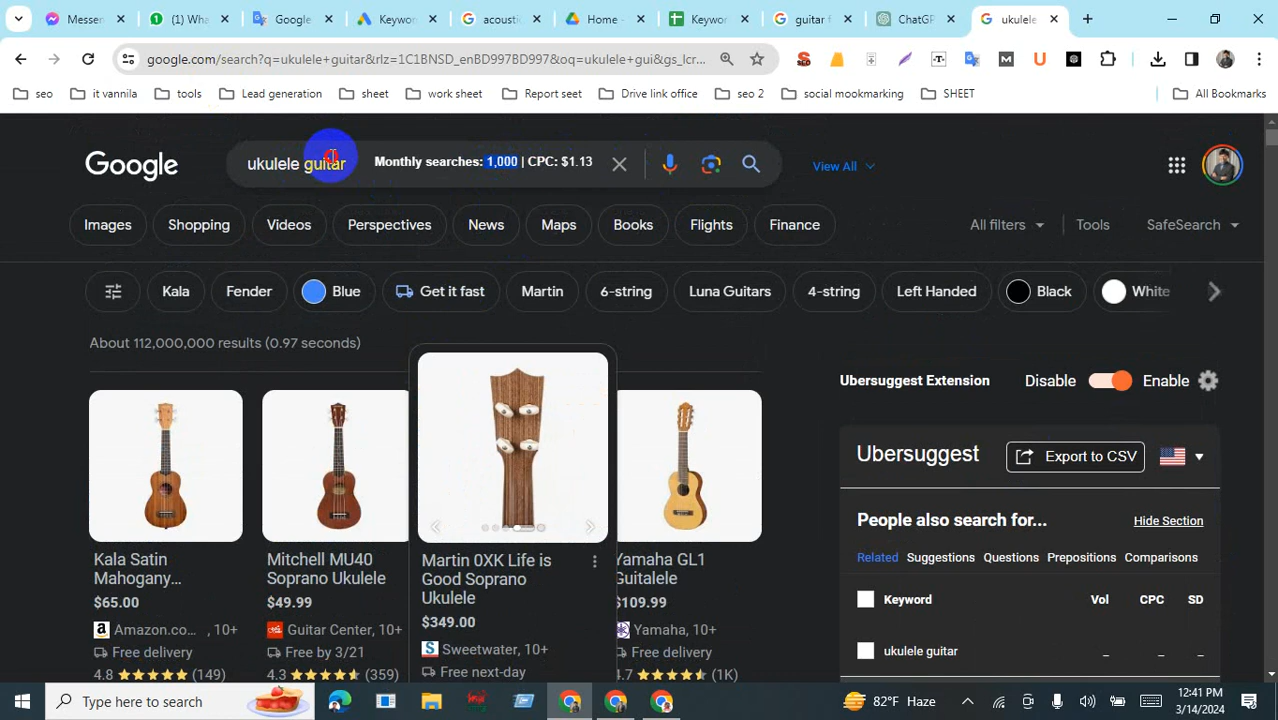 Messen
(1) Wha
Google
Keywor
acousti
Home -
Keywor
guitar f
ChatGP
ukulele
google.com/search?q=ukulele+guitar&rlz=1C1BNSD_enBD997BD997&oq=ukulele+gui&gs_lcr...
seo
it vannila
tools
Lead generation
sheet
work sheet
Report seet
Drive link office
seo 2
social mookmarking
SHEET
All Bookmarks
Google
ukulele guitar
Monthly searches: 1,000 | CPC: $1.13
View All
Images
Shopping
Videos
Perspectives
News
Maps
Books
Flights
Finance
All filters
Tools
SafeSearch
Kala
Fender
Blue
Get it fast
Martin
6-string
Luna Guitars
4-string
Left Handed
Black
White
About 112,000,000 results (0.97 seconds)
Ubersuggest Extension
Disable
Enable
Ubersuggest
Export to CSV
People also search for...
Hide Section
Related
Suggestions
Questions
Prepositions
Comparisons
Keyword
Vol
CPC
SD
ukulele guitar
_
_
_
Kala Satin
Mahogany...
$65.00
Amazon.co... , 10+
Free delivery
4.8
(149)
Mitchell MU40
Soprano Ukulele
$49.99
Guitar Center, 10+
Free by 3/21
4.3
(359)
Martin 0XK Life is
Good Soprano
Ukulele
$349.00
Sweetwater, 10+
Free next-day
Yamaha GL1
Guitalele
$109.99
Yamaha, 10+
Free delivery
4.7
(1K)
Type here to search
82°F Haze
12:41 PM
3/14/2024